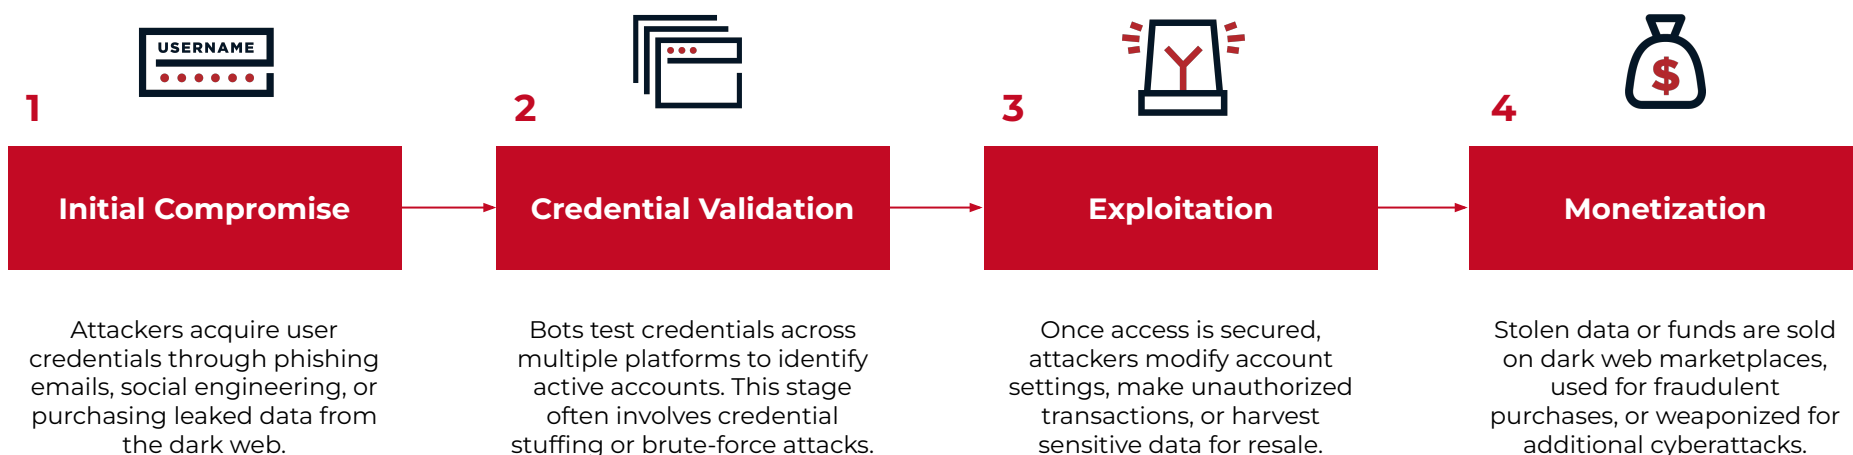 USERNAME
1
Initial Compromise
Attackers acquire user
credentials through phishing
emails, social engineering, or
purchasing leaked data from
the dark web.
2
Credential Validation
Bots test credentials across
multiple platforms to identify
active accounts. This stage
often involves credential
stuffing or brute-force attacks.
3
Exploitation
Once access is secured,
attackers modify account
settings, make unauthorized
transactions, or harvest
sensitive data for resale.
$
4
Monetization
Stolen data or funds are sold
on dark web marketplaces,
used for fraudulent
purchases, or weaponized for
additional cyberattacks.